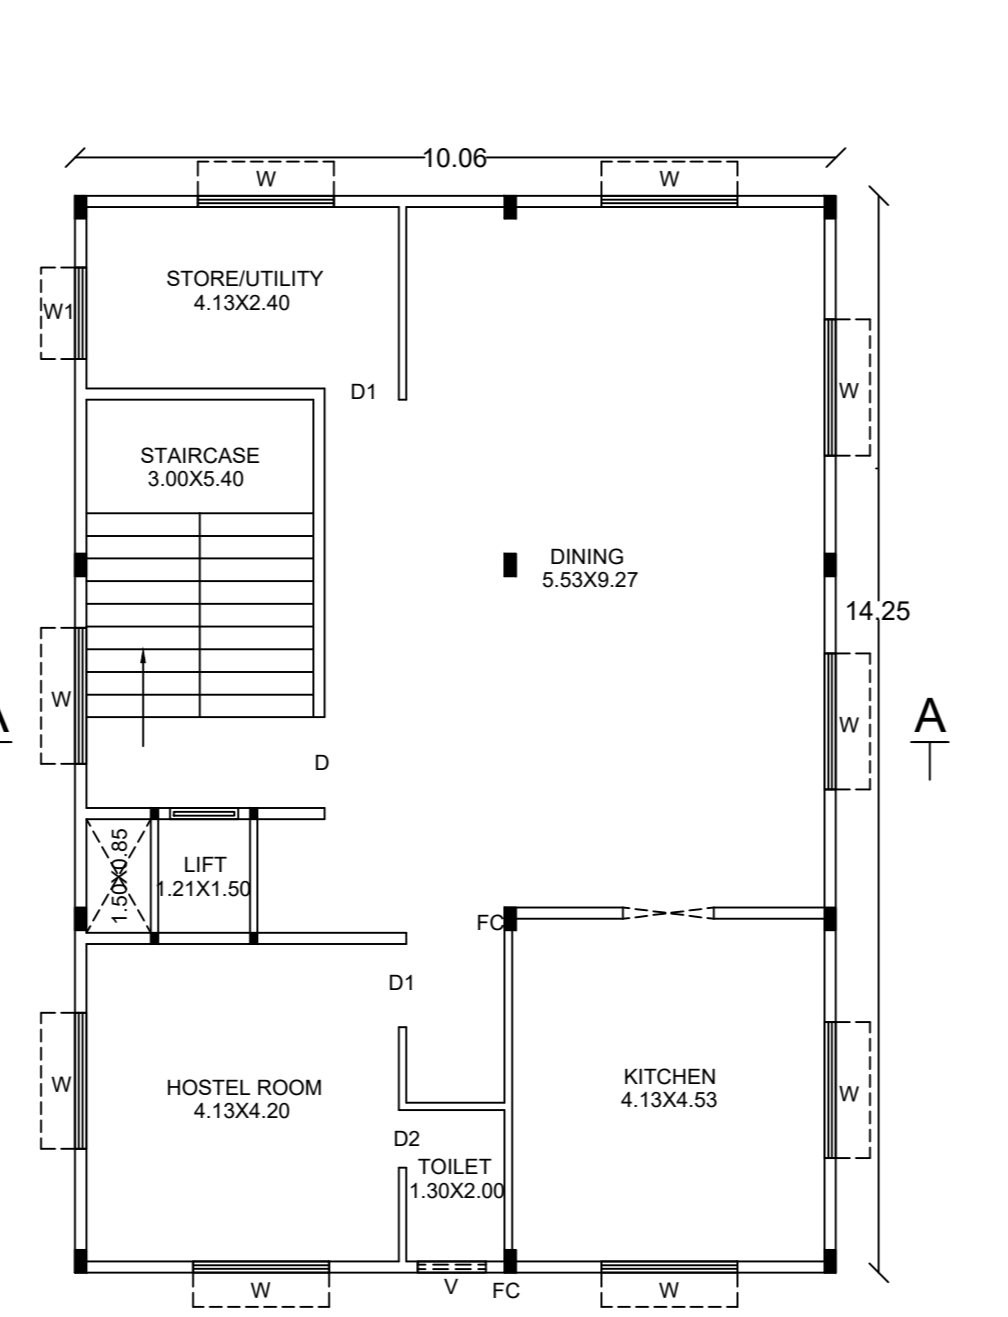 10.06
W
W
STORE/UTILITY
4.13X2.40
W1
D1
W
STAIRCASE
3.00X5.40
DINING
5.53X9.27
14.25
W
A
A
W
D
1.50X0.85
LIFT
1.21X1.50
FC
D1
W
HOSTEL ROOM
4.13X4.20
KITCHEN
4.13X4.53
W
D2
TOILET
1.30X2.00
W
V
FC
W